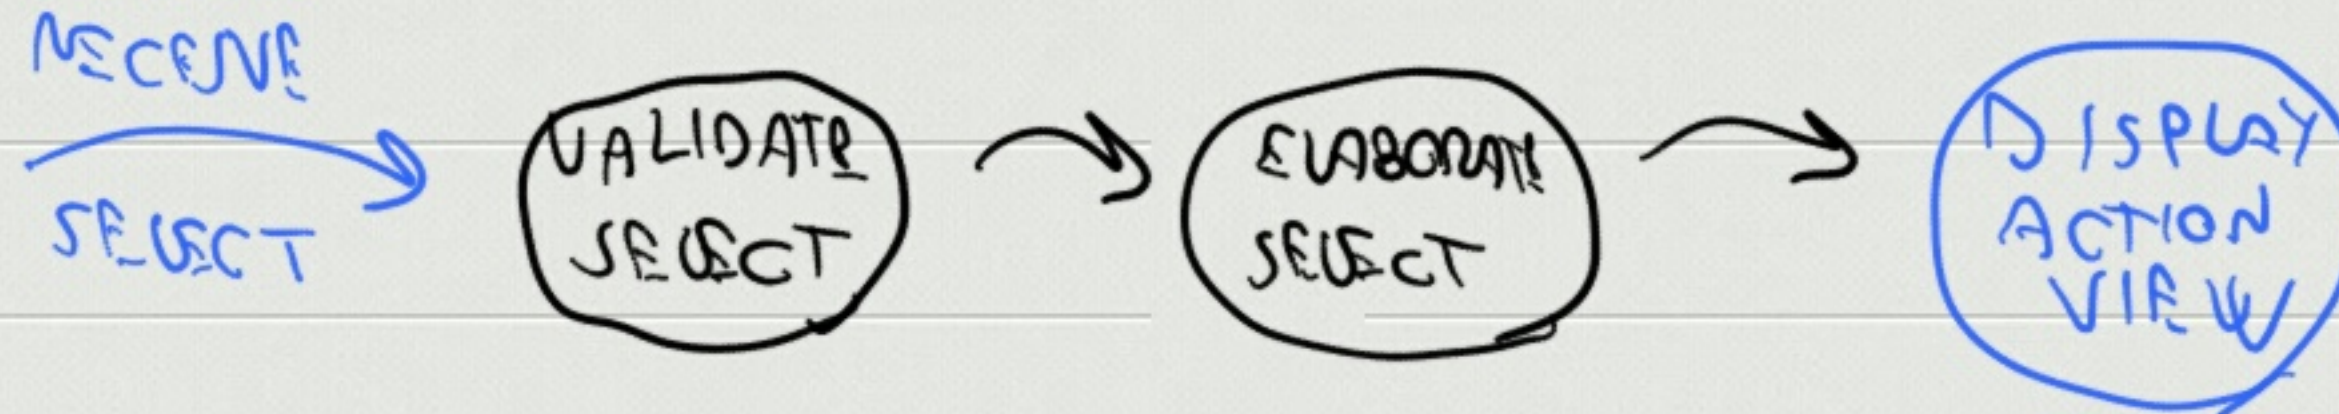 RECEIVE
SELECT
VALIDATE
SELECT
ELABORATE
SELECT
DISPLAY
ACTION
VIEW